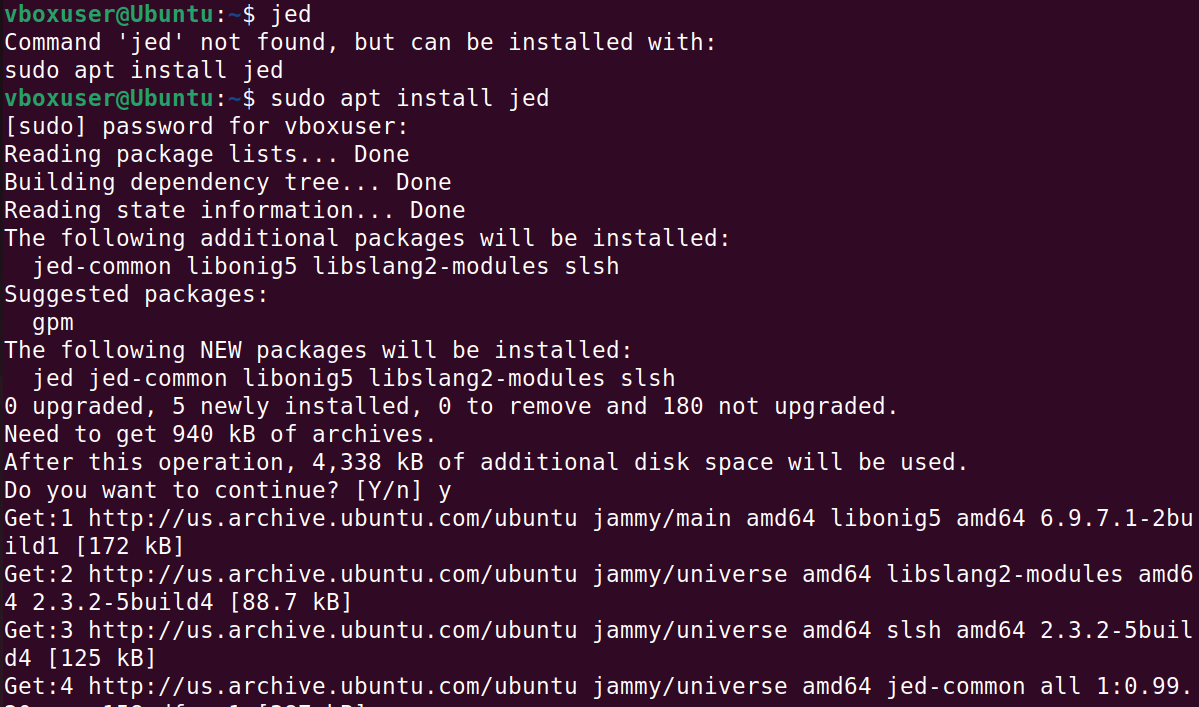 vboxuser@Ubuntu:~$ jed
Command 'jed' not found, but can be installed with:
sudo apt install jed
vboxuser@Ubuntu:~$ sudo apt install jed
[sudo] password for vboxuser:
Reading package lists... Done
Building dependency tree... Done
Reading state information... Done
The following additional packages will be installed:
  jed-common libonig5 libslang2-modules slsh
Suggested packages:
  gpm
The following NEW packages will be installed:
  jed jed-common libonig5 libslang2-modules slsh
0 upgraded, 5 newly installed, 0 to remove and 180 not upgraded.
Need to get 940 kB of archives.
After this operation, 4,338 kB of additional disk space will be used.
Do you want to continue? [Y/n] y
Get:1 http://us.archive.ubuntu.com/ubuntu jammy/main amd64 libonig5 amd64 6.9.7.1-2bu
ild1 [172 kB]
Get:2 http://us.archive.ubuntu.com/ubuntu jammy/universe amd64 libslang2-modules amd6
4 2.3.2-5build4 [88.7 kB]
Get:3 http://us.archive.ubuntu.com/ubuntu jammy/universe amd64 slsh amd64 2.3.2-5buil
d4 [125 kB]
Get:4 http://us.archive.ubuntu.com/ubuntu jammy/universe amd64 jed-common all 1:0.99.